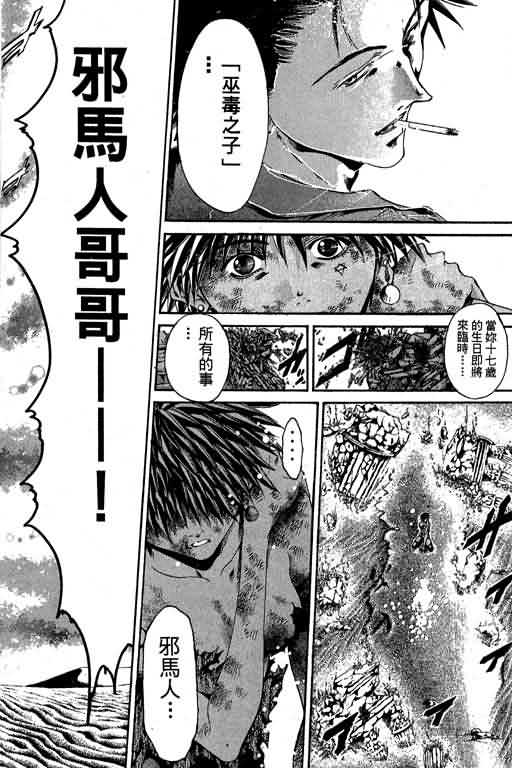 「巫毒之子」
…
當妳十七歲
的生日即將
來臨時……
所有的事
…
……
邪馬人…
邪馬人哥哥——！